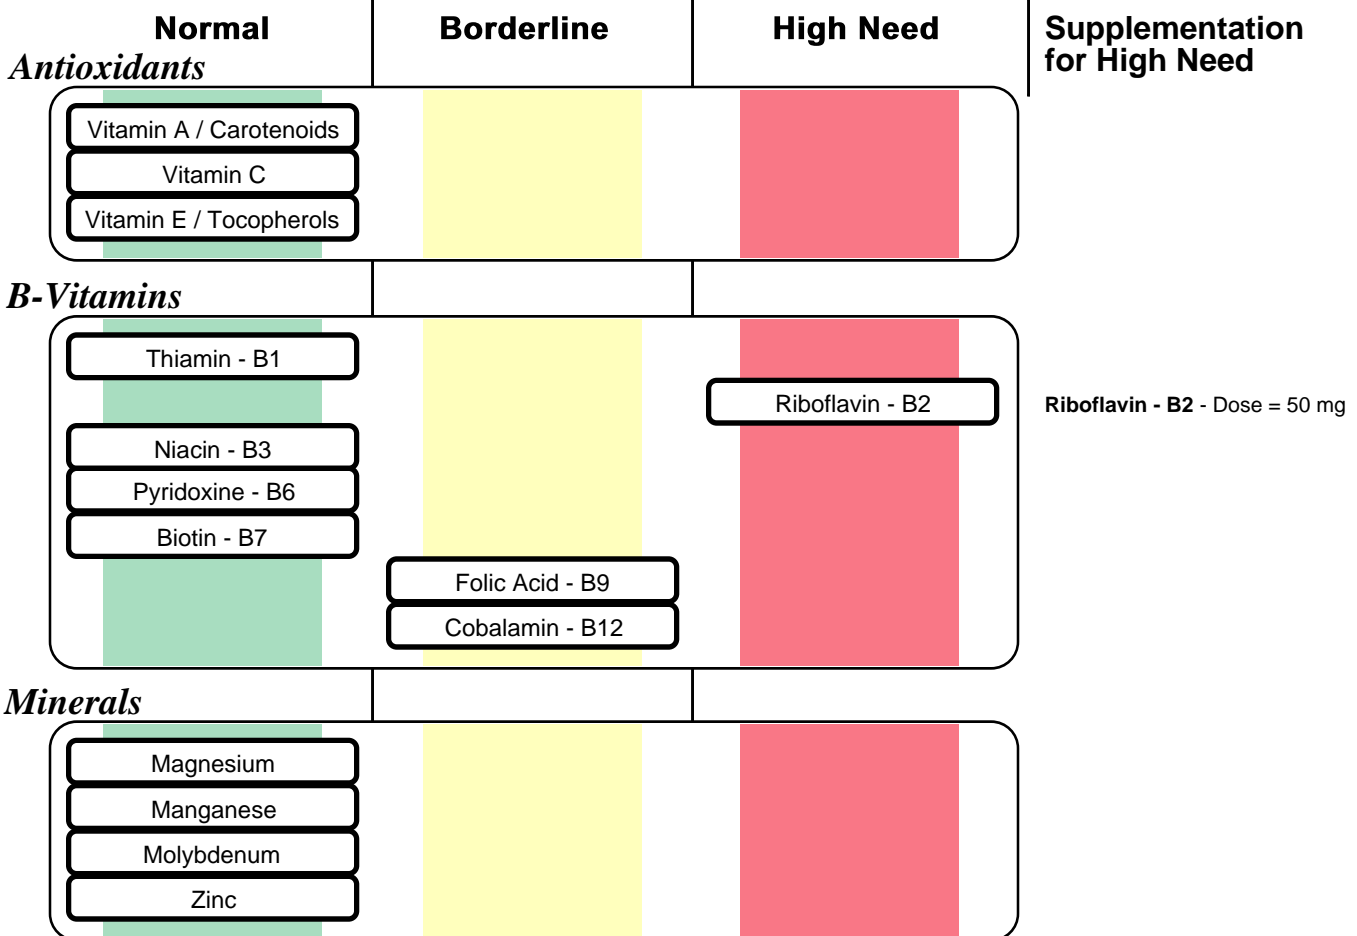 Normal
Borderline
High Need
Supplementation
for High Need
Antioxidants
Vitamin A / Carotenoids
Vitamin C
Vitamin E / Tocopherols
B-Vitamins
Thiamin - B1
Riboflavin - B2
Riboflavin - B2 - Dose = 50 mg
Niacin - B3
Pyridoxine - B6
Biotin - B7
Folic Acid - B9
Cobalamin - B12
Minerals
Magnesium
Manganese
Molybdenum
Zinc